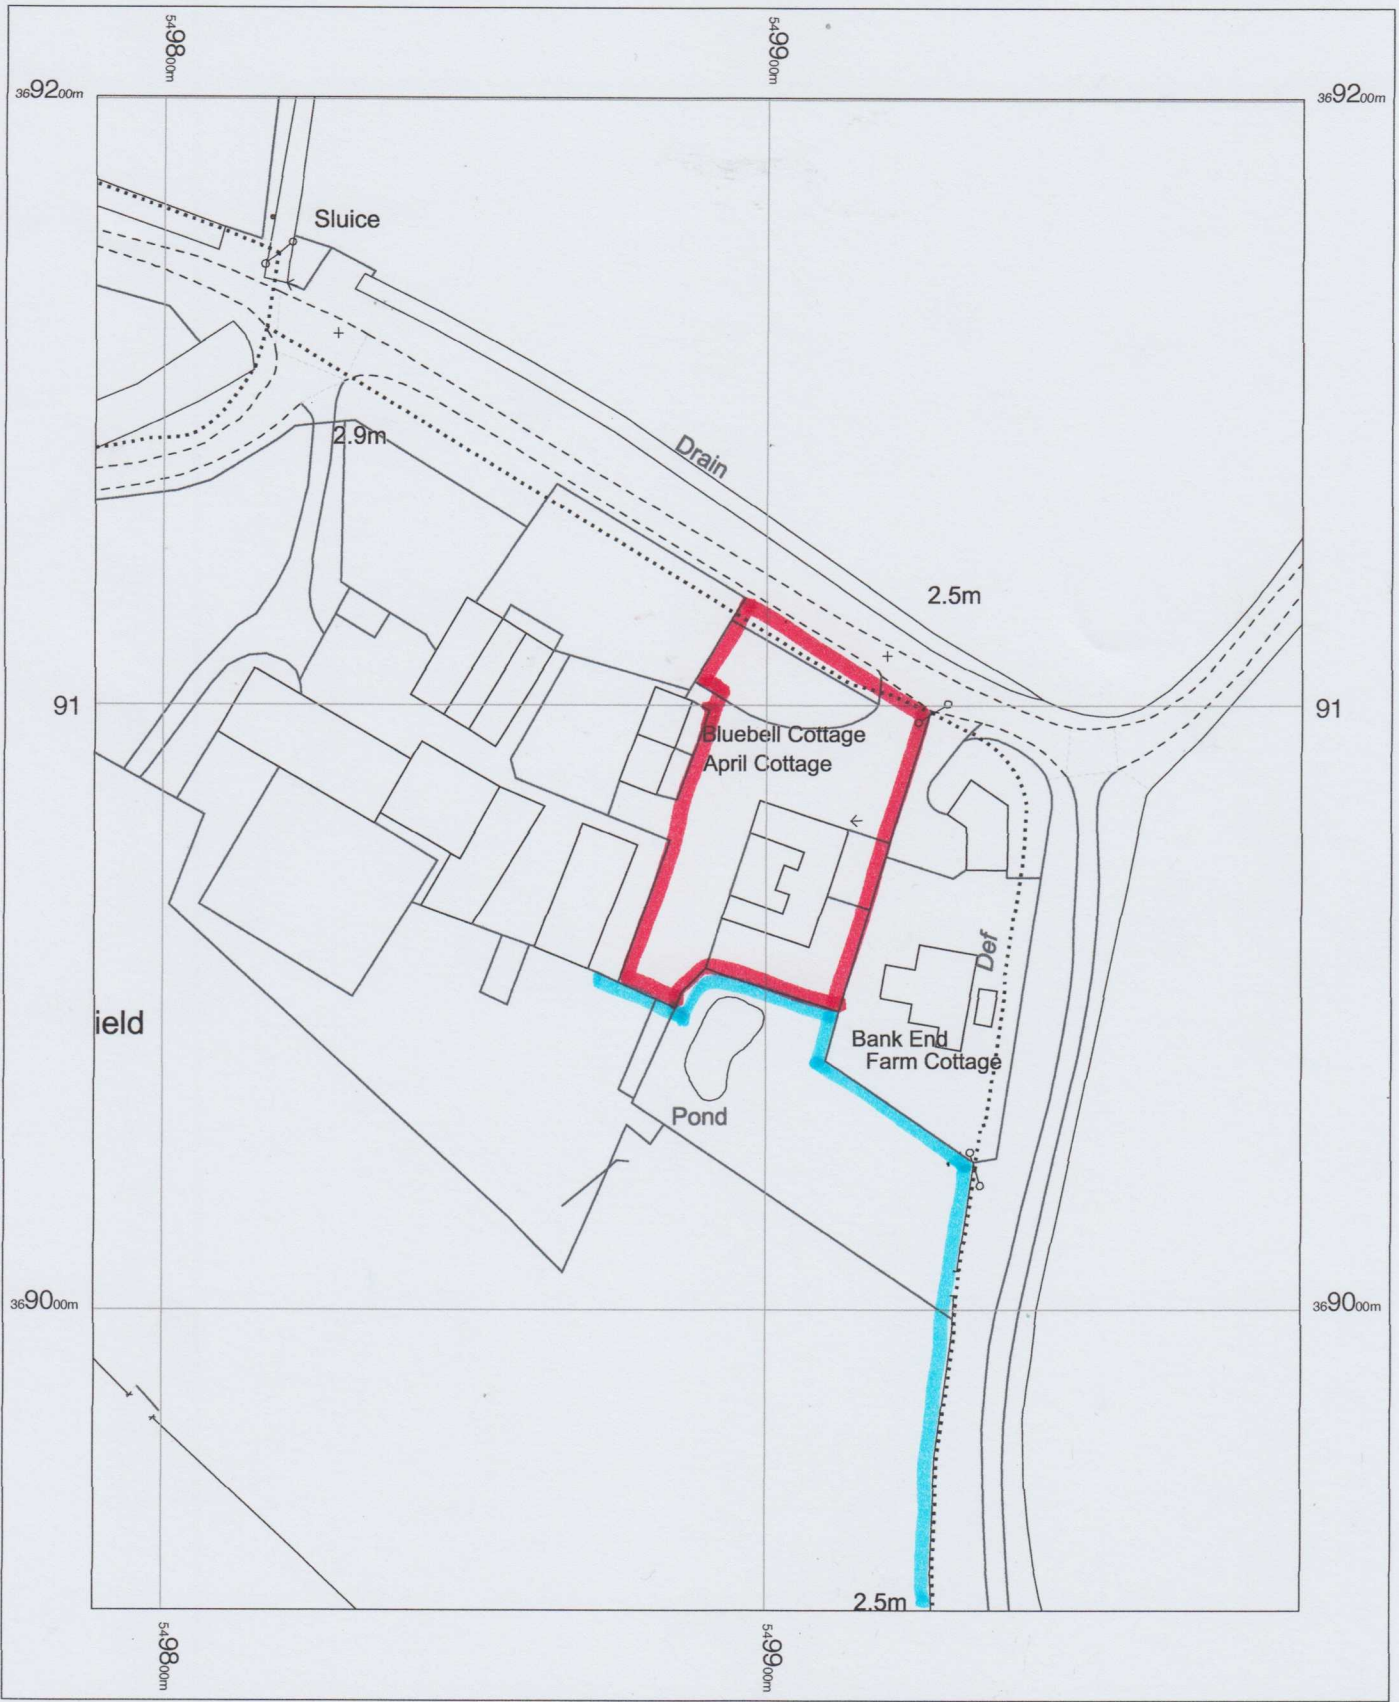 549800m
549900m
369200m
369200m
Sluice
2.9m
Drain
2.5m
91
91
Bluebell Cottage
April Cottage
Def
ield
Bank End
Farm Cottage
Pond
369000m
369000m
2.5m
549800m
549900m